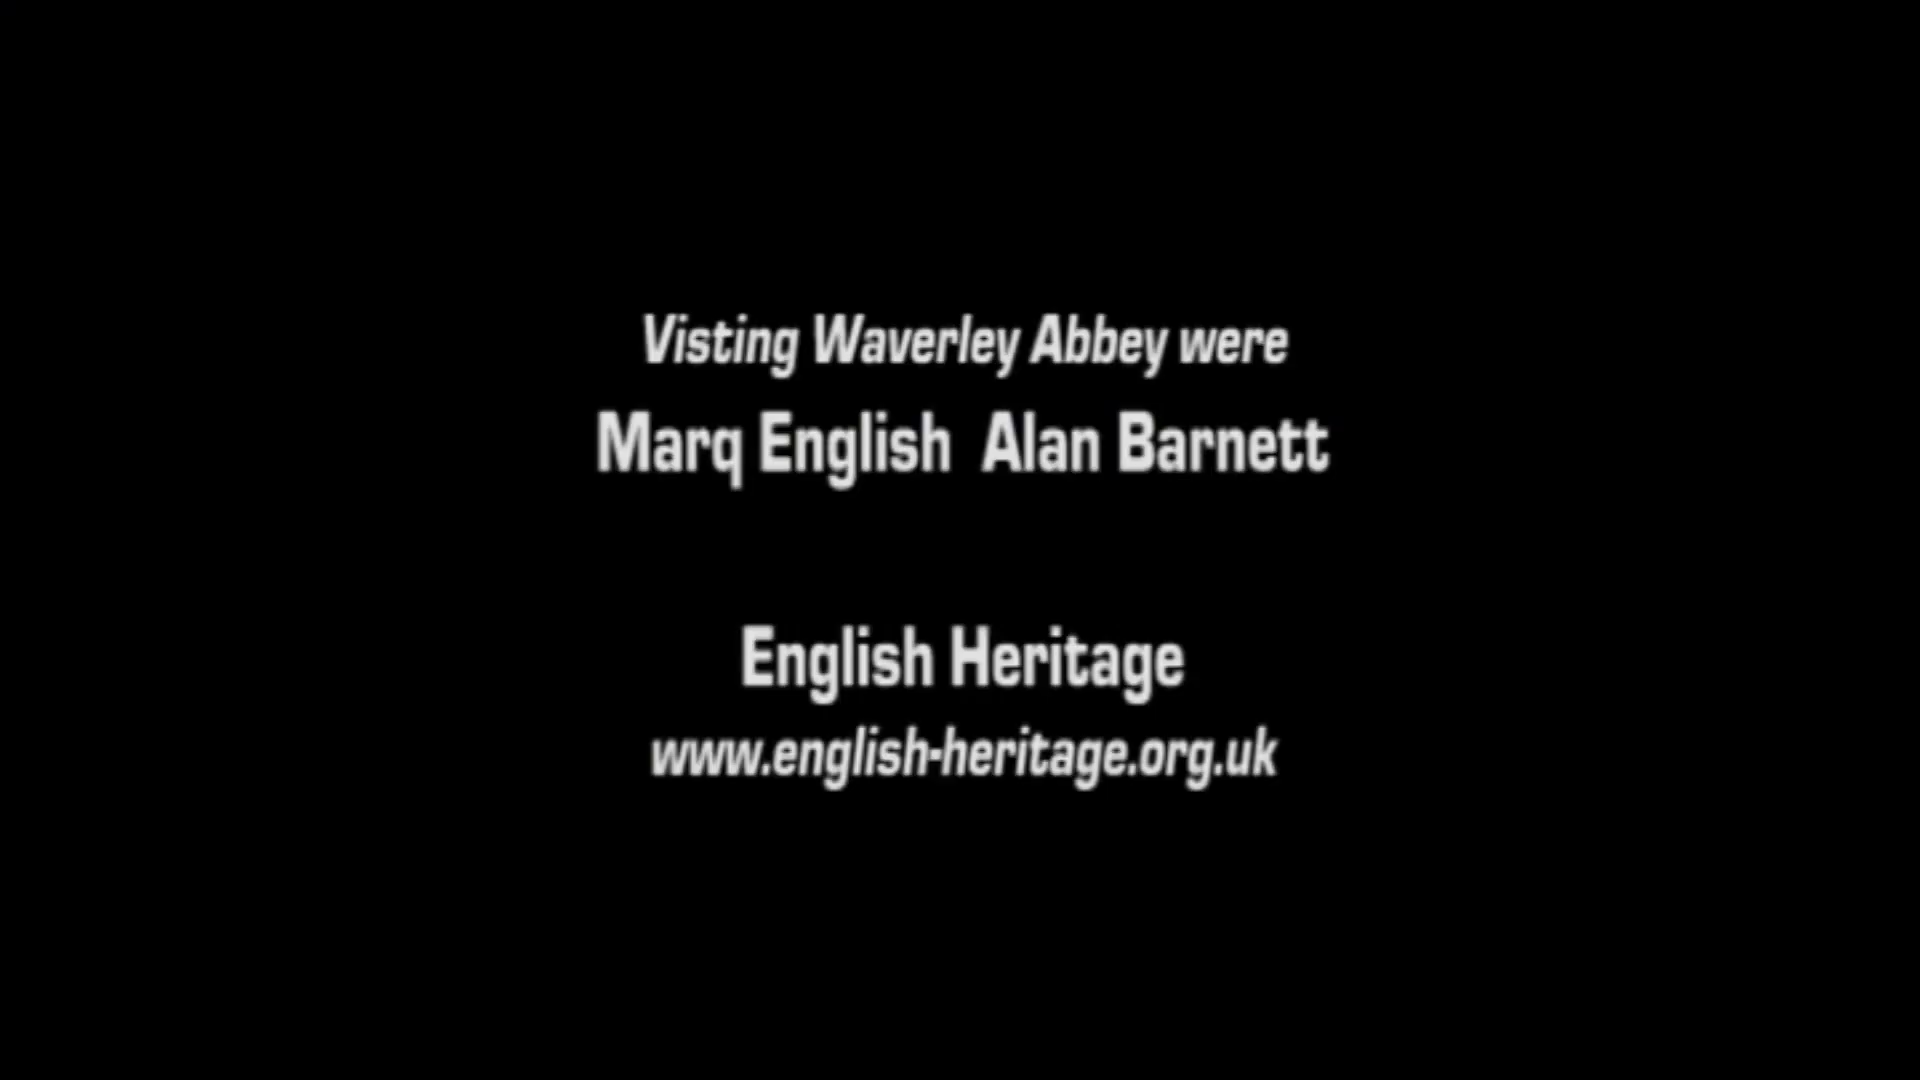 Visting Waverley Abbey were
Marq English Alan Barnett
English Heritage
www.english-heritage.org.uk